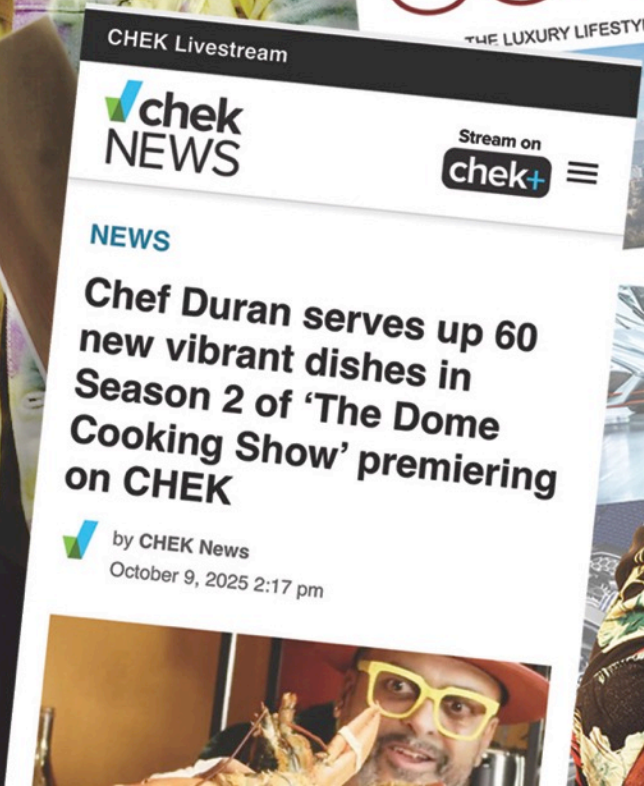 THE LUXURY LIFESTY
CHEK Livestream
chek
NEWS
Stream on
chek+
NEWS
Chef Duran serves up 60
new vibrant dishes in
Season 2 of ‘The Dome
Cooking Show’ premiering
on CHEK
by CHEK News
October 9, 2025 2:17 pm